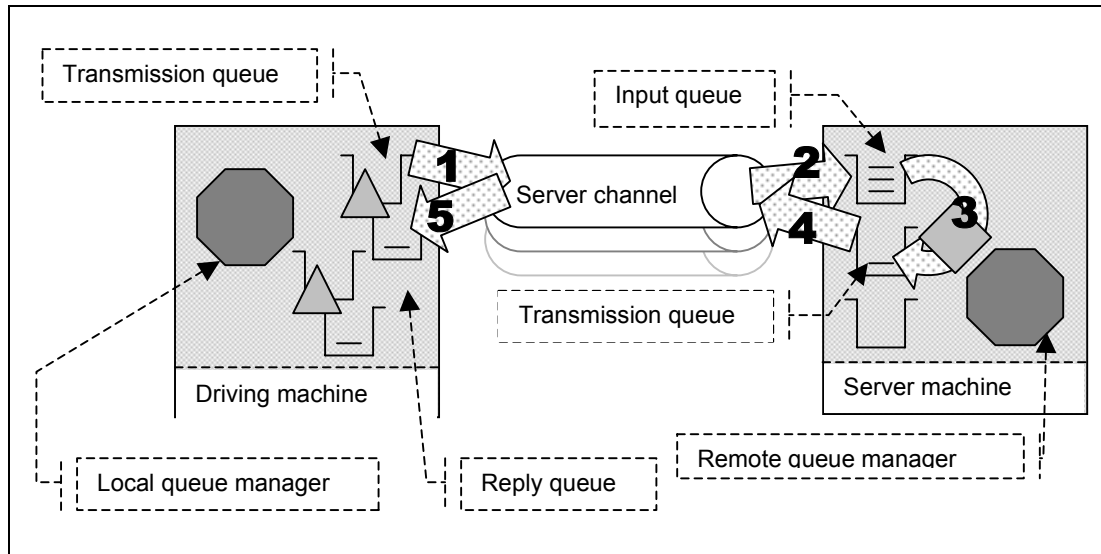 Transmission queue
Input queue
1
2
Server channel
5
3
4
Transmission queue
Driving machine
Server machine
Remote queue manager
Local queue manager
Reply queue